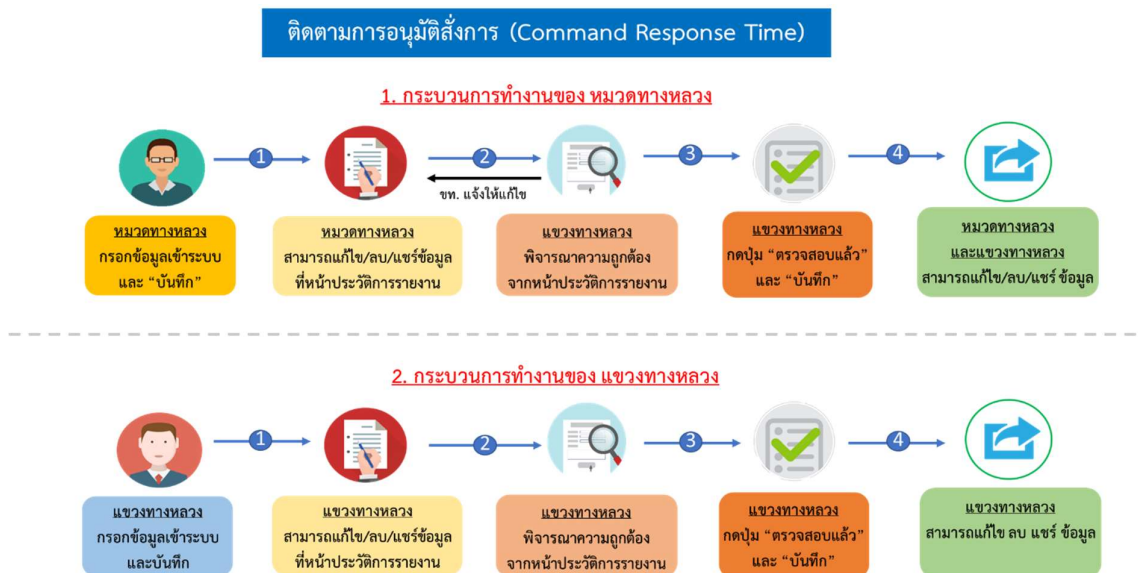 ติดตามการอนุมัติสั่งการ (Command Response Time)
1. กระบวนการทำงานของ หมวดทางหลวง
1
2
3
4
ขท. แจ้งให้แก้ไข
หมวดทางหลวง
กรอกข้อมูลเข้าระบบ
และ “บันทึก”
หมวดทางหลวง
สามารถแก้ไข/ลบ/แชร์ข้อมูล
ที่หน้าประวัติการรายงาน
แขวงทางหลวง
พิจารณาความถูกต้อง
จากหน้าประวัติการรายงาน
แขวงทางหลวง
กดปุ่ม “ตรวจสอบแล้ว”
และ “บันทึก”
หมวดทางหลวง
และแขวงทางหลวง
สามารถแก้ไข/ลบ/แชร์ ข้อมูล
2. กระบวนการทำงานของ แขวงทางหลวง
1
2
3
4
แขวงทางหลวง
กรอกข้อมูลเข้าระบบ
และบันทึก
แขวงทางหลวง
สามารถแก้ไข/ลบ/แชร์ข้อมูล
ที่หน้าประวัติการรายงาน
แขวงทางหลวง
พิจารณาความถูกต้อง
จากหน้าประวัติการรายงาน
แขวงทางหลวง
กดปุ่ม “ตรวจสอบแล้ว”
และ “บันทึก”
แขวงทางหลวง
สามารถแก้ไข ลบ แชร์ ข้อมูล